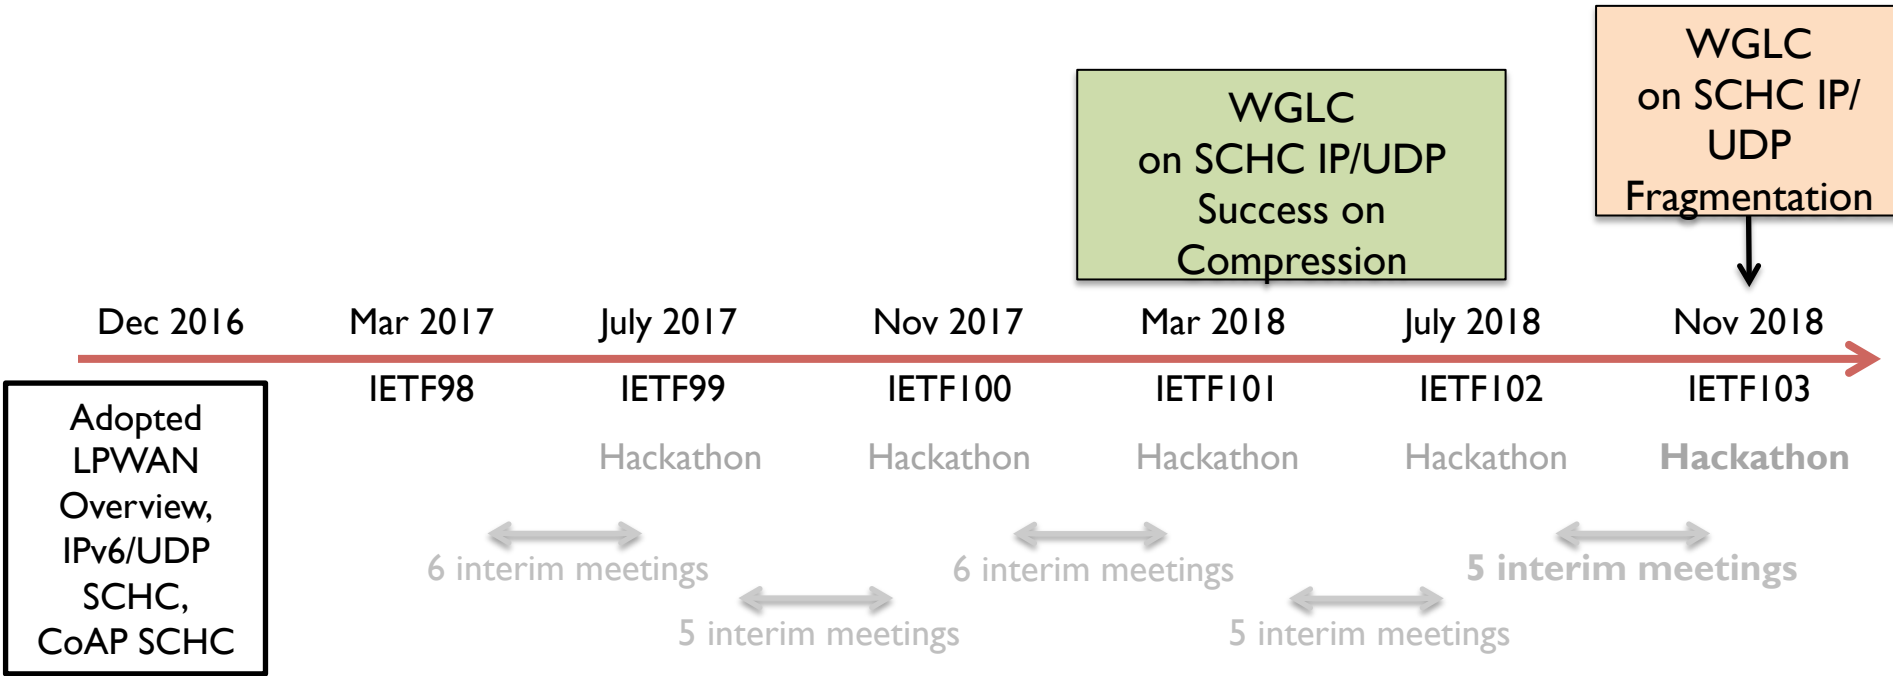 WGLC
on SCHC IP/UDP
Success on
Compression
WGLC
on SCHC IP/
UDP
Fragmentation
Dec 2016
Mar 2017
July 2017
Nov 2017
Mar 2018
July 2018
Nov 2018
IETF98
IETF99
IETF100
IETF101
IETF102
IETF103
Adopted
LPWAN
Overview,
IPv6/UDP
SCHC,
CoAP SCHC
Hackathon
Hackathon
Hackathon
Hackathon
Hackathon
6 interim meetings
6 interim meetings
5 interim meetings
5 interim meetings
5 interim meetings